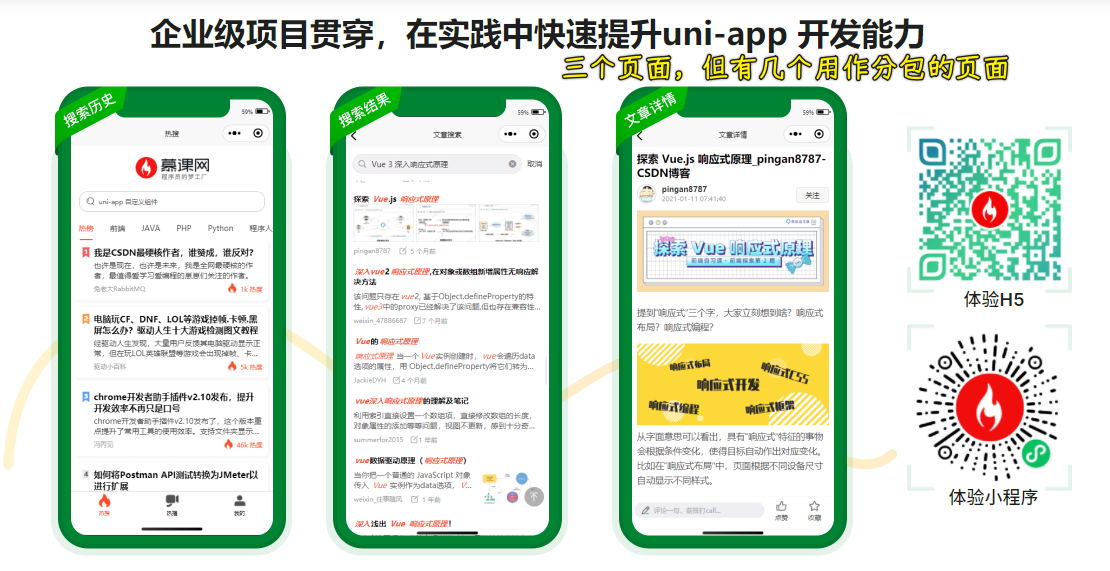 企业级项目贯穿，在实践中快速提升uni-app 开发能力
三个页面，但有几个用作分包的页面
搜索历史
59%
热搜
慕课网
程序员的梦工厂
uni-app 自定义组件
热榜 前端 JAVA PHP Python 程序人
1 我是CSDN最硬核作者，谁赞成，谁反对？
也许是现在，也许是未来，我是全网最硬核的作
者，最值得爱学习爱编程的崽崽们关注的作者。
兔老大RabbitMQ 1k 热度
2 电脑玩CF、DNF、LOL等游戏掉帧.卡顿.黑
屏怎么办？驱动人生十大游戏检测图文教程
经驱动人生发现，大量用户反馈其电脑驱动显示正
常，但在玩LOL英雄联盟等游戏会出现掉帧、卡...
驱动小百科 5k 热度
3 chrome开发者助手插件v2.10发布，提升
开发效率不再只是口号
chrome开发者助手插件v2.10发布了，这个版本重
点提升了常用工具的使用效率。支持文件夹显示...
冯丙见 46k 热度
4 如何将Postman API测试转换为JMeter以
进行扩展
热搜 热播 我的
搜索结果
59%
文章搜索
Vue 3 深入响应式原理 取消
探索 Vue.js 响应式原理
pingan8787 5 个月前
深入vue2 响应式原理,在对象或数组新增属性无响应解
决方法
该问题只存在 vue2, 基于Object.defineProperty的特
性, vue3中的proxy已经解决了该问题,但也存在兼容性...
weixin_47886687 7 个月前
Vue的 响应式原理
响应式原理 当一个 Vue实例创建时， vue会遍历data
选项的属性，用 Object.defineProperty将它们转为...
JackieDYH 4 个月前
vue深入响应式原理的理解及笔记
利用索引直接设置一个数组项，直接修改数组的长度，
对象属性的添加等等问题，视图不更新，感到十分奇...
summerfor2015 1 年前
vue数据驱动原理（ 响应式原理）
当你把一个普通的 JavaScript 对象
传入 Vue 实例作为data选项， V...
weixin_往事随风 1 年前
深入浅出 Vue 响应式原理！
文章详情
59%
文章详情
探索 Vue.js 响应式原理_pingan8787-
CSDN博客
pingan8787
2021-01-11 07:41:40
关注
探索 Vue 响应式原理
提到“响应式”三个字，大家立刻想到啥？响应式
布局？响应式编程？
响应式布局
响应式CSS
响应式开发
响应式编程
响应式框架
从字面意思可以看出，具有“响应式”特征的事物
会根据条件变化，使得目标自动作出对应变化。
比如在“响应式布局”中，页面根据不同设备尺寸
自动显示不同样式。
评论一句，前排打call...
点赞 收藏
体验H5
体验小程序